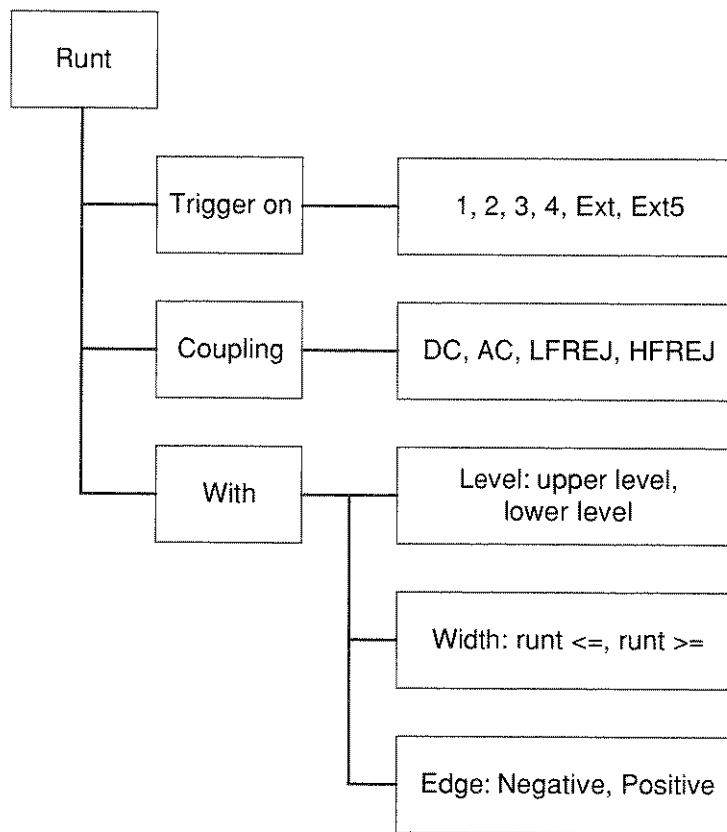 Runt
Trigger on
1, 2, 3, 4, Ext, Ext5
Coupling
DC, AC, LFREJ, HFREJ
With
Level: upper level,
lower level
Width: runt <=, runt >=
Edge: Negative, Positive